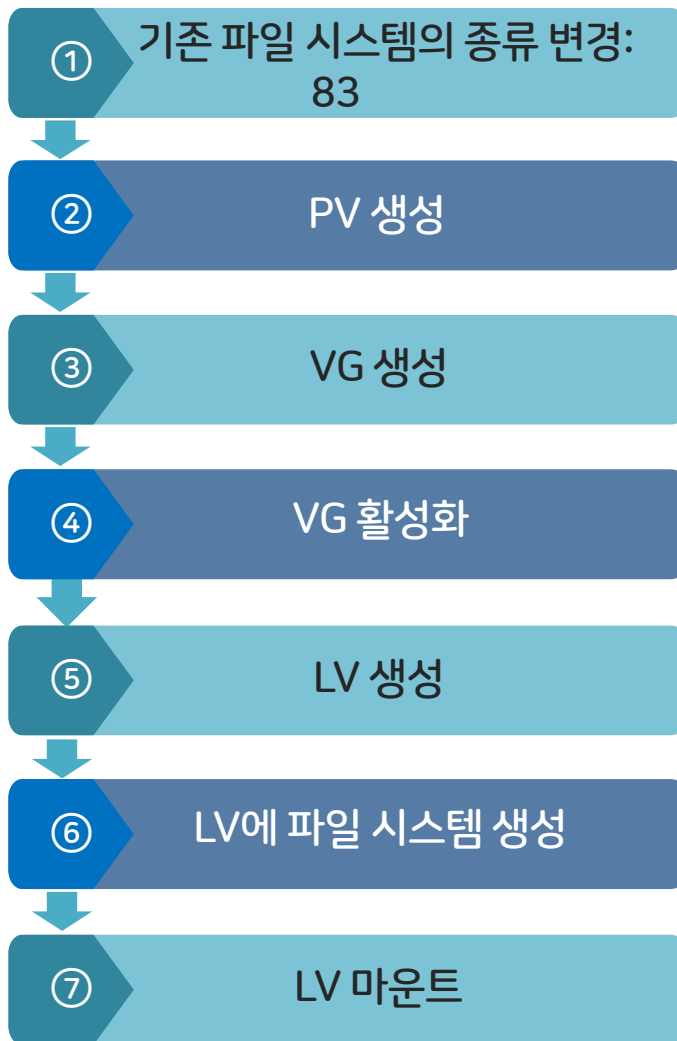 ① 기존 파일 시스템의 종류 변경:
83
② PV 생성
③ VG 생성
④ VG 활성화
⑤ LV 생성
⑥ LV에 파일 시스템 생성
⑦ LV 마운트